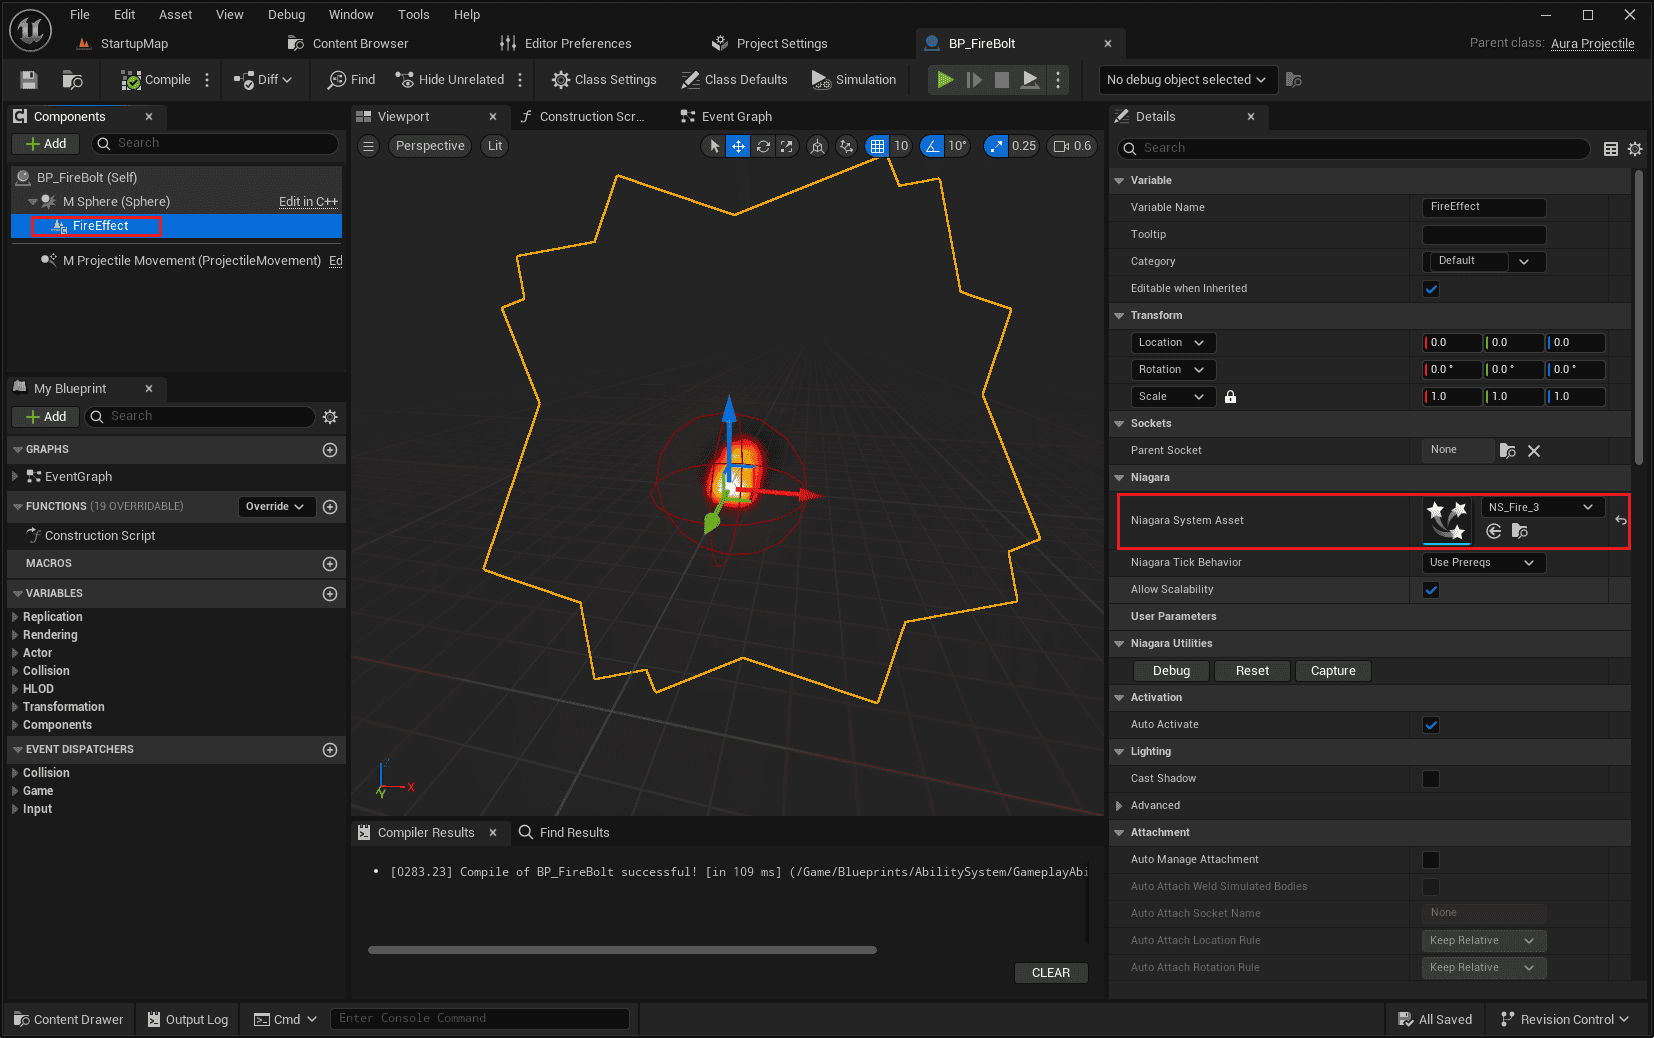 File Edit Asset View Debug Window Tools Help
StartupMap Content Browser Editor Preferences Project Settings BP_FireBolt Parent class: Aura Projectile
Compile Diff Find Hide Unrelated Class Settings Class Defaults Simulation No debug object selected
Components
Add Search
BP_FireBolt (Self)
M Sphere (Sphere) Edit in C++
FireEffect
M Projectile Movement (ProjectileMovement) Ed
My Blueprint
Add Search
GRAPHS
EventGraph
FUNCTIONS (19 OVERRIDABLE) Override
Construction Script
MACROS
VARIABLES
Replication
Rendering
Actor
Collision
HLOD
Transformation
Components
EVENT DISPATCHERS
Collision
Game
Input
Viewport Construction Scr... Event Graph
Perspective Lit 10 10° 0.25 0.6
Z
X
Y
Compiler Results Find Results
• [0283.23] Compile of BP_FireBolt successful! [in 109 ms] (/Game/Blueprints/AbilitySystem/GameplayAbi
CLEAR
Details
Search
Variable
Variable Name FireEffect
Tooltip
Category Default
Editable when Inherited
Transform
Location 0.0 0.0 0.0
Rotation 0.0 ° 0.0 ° 0.0 °
Scale 1.0 1.0 1.0
Sockets
Parent Socket None
Niagara
Niagara System Asset NS_Fire_3
Niagara Tick Behavior Use Prereqs
Allow Scalability
User Parameters
Niagara Utilities
Debug Reset Capture
Activation
Auto Activate
Lighting
Cast Shadow
Advanced
Attachment
Auto Manage Attachment
Auto Attach Weld Simulated Bodies
Auto Attach Socket Name None
Auto Attach Location Rule Keep Relative
Auto Attach Rotation Rule Keep Relative
Content Drawer Output Log Cmd Enter Console Command All Saved Revision Control